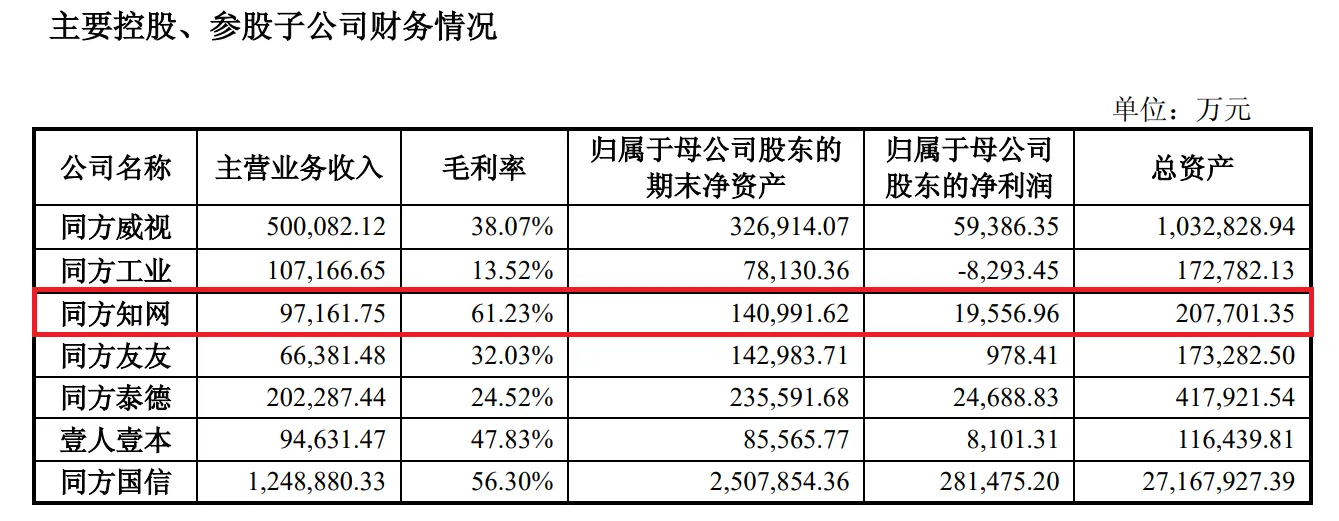 主要控股、参股子公司财务情况
单位：万元
公司名称 主营业务收入 毛利率 归属于母公司股东的期末净资产 归属于母公司股东的净利润 总资产
同方威视 500,082.12 38.07% 326,914.07 59,386.35 1,032,828.94
同方工业 107,166.65 13.52% 78,130.36 -8,293.45 172,782.13
同方知网 97,161.75 61.23% 140,991.62 19,556.96 207,701.35
同方友友 66,381.48 32.03% 142,983.71 978.41 173,282.50
同方泰德 202,287.44 24.52% 235,591.68 24,688.83 417,921.54
壹人壹本 94,631.47 47.83% 85,565.77 8,101.31 116,439.81
同方国信 1,248,880.33 56.30% 2,507,854.36 281,475.20 27,167,927.39